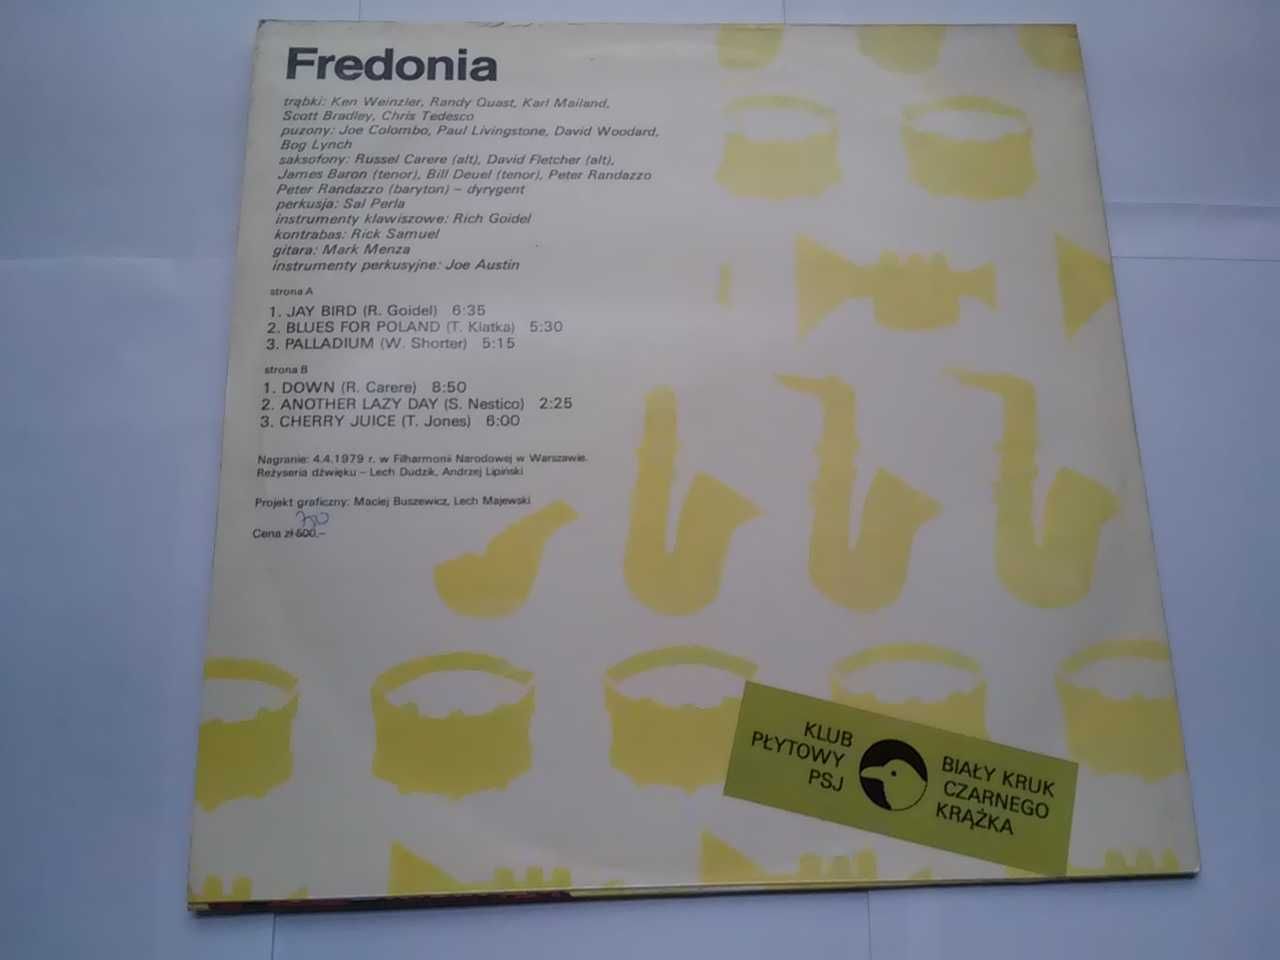 Fredonia
trąbki: Ken Weinzler, Randy Quast, Karl Mailand,
Scott Bradley, Chris Tedesco
puzony: Joe Colombo, Paul Livingstone, David Woodard,
Bog Lynch
saksofony: Russel Carere (alt), David Fletcher (alt),
James Baron (tenor), Bill Deuel (tenor), Peter Randazzo
Peter Randazzo (baryton) – dyrygent
perkusja: Sal Perla
instrumenty klawiszowe: Rich Goidel
kontrabas: Rick Samuel
gitara: Mark Menza
instrumenty perkusyjne: Joe Austin
strona A
1. JAY BIRD (R. Goidel) 6:35
2. BLUES FOR POLAND (T. Klatka) 5:30
3. PALLADIUM (W. Shorter) 5:15
strona B
1. DOWN (R. Carere) 8:50
2. ANOTHER LAZY DAY (S. Nestico) 2:25
3. CHERRY JUICE (T. Jones) 6:00
Nagranie: 4.4.1979 r. w Filharmonii Narodowej w Warszawie.
Reżyseria dźwięku – Lech Dudzik, Andrzej Lipiński
Projekt graficzny: Maciej Buszewicz, Lech Majewski
Cena zł 500,–
KLUB
PŁYTOWY
PSJ
BIAŁY KRUK
CZARNEGO
KRĄŻKA